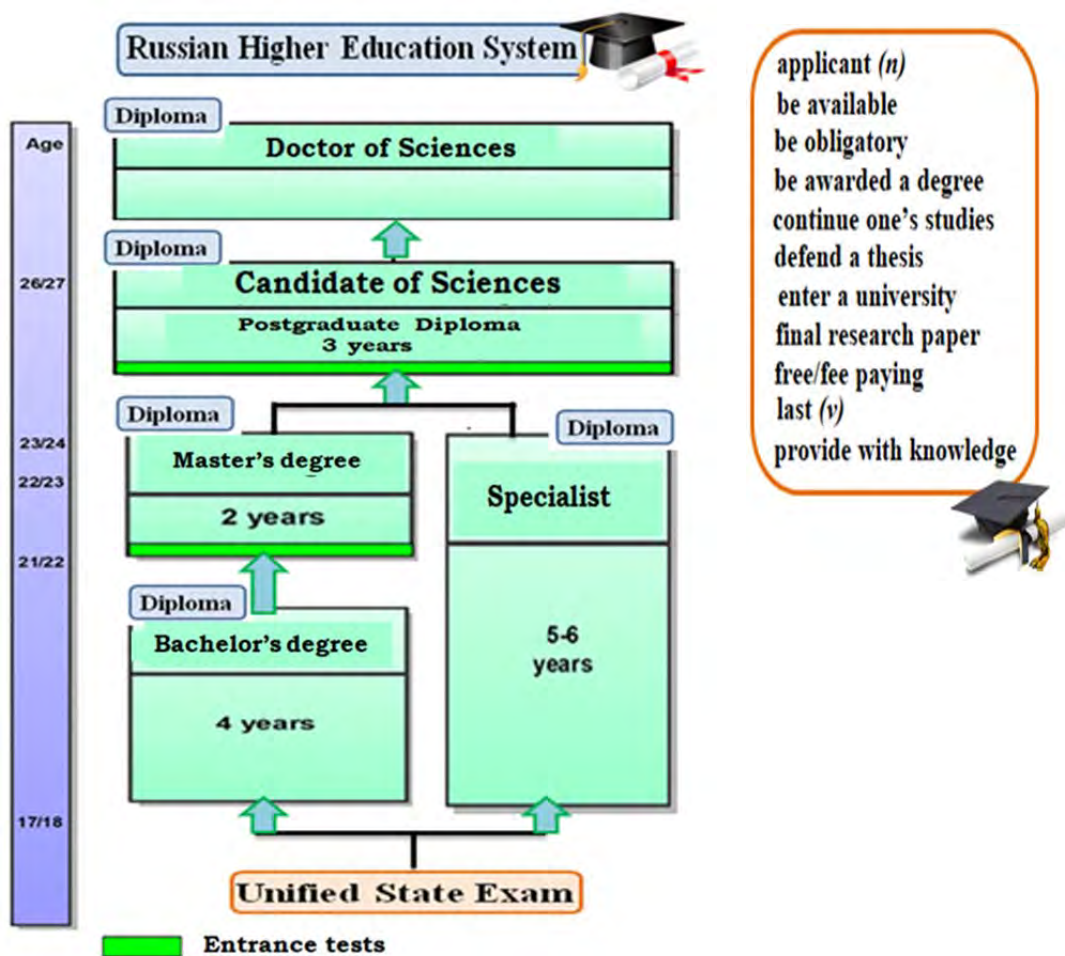 Russian Higher Education System
Age
26/27
23/24
22/23
21/22
17/18
Diploma
Doctor of Sciences
Diploma
Candidate of Sciences
Postgraduate Diploma
3 years
Diploma
Master's degree
2 years
Diploma
Specialist
5-6
years
Diploma
Bachelor's degree
4 years
Unified State Exam
Entrance tests
applicant (n)
be available
be obligatory
be awarded a degree
continue one's studies
defend a thesis
enter a university
final research paper
free/fee paying
last (v)
provide with knowledge